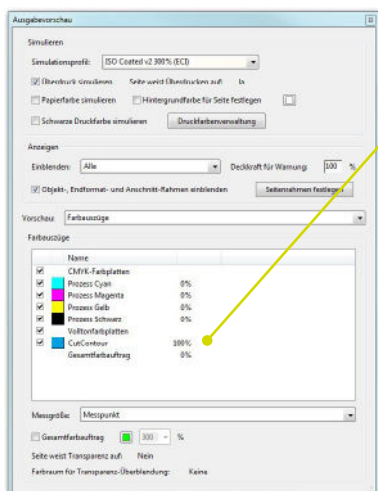 Ausgabevorschau
Simulieren
Simulationsprofil: ISO Coated v2 300% (ECI)
Überdruck simulieren Seite weist Überdrucken auf: Ja
Papierfarbe simulieren Hintergrundfarbe für Seite festlegen
Schwarze Druckfarbe simulieren Druckfarbenverwaltung
Anzeigen
Einblenden: Alle Deckkraft für Warnung: 100 %
Objekt-, Endformat- und Anschnitt-Rahmen einblenden Seitenrahmen festlegen
Vorschau: Farbauszüge
Farbauszüge
Name
CMYK-Farbplatten
Prozess Cyan 0%
Prozess Magenta 0%
Prozess Gelb 0%
Prozess Schwarz 0%
Volltonfarbplatten
CutContour 100%
Gesamtfarbauftrag 0%
Messgröße: Messpunkt
Gesamtfarbauftrag 300 %
Seite weist Transparenz auf: Nein
Farbraum für Transparenz-Überblendung: Keine